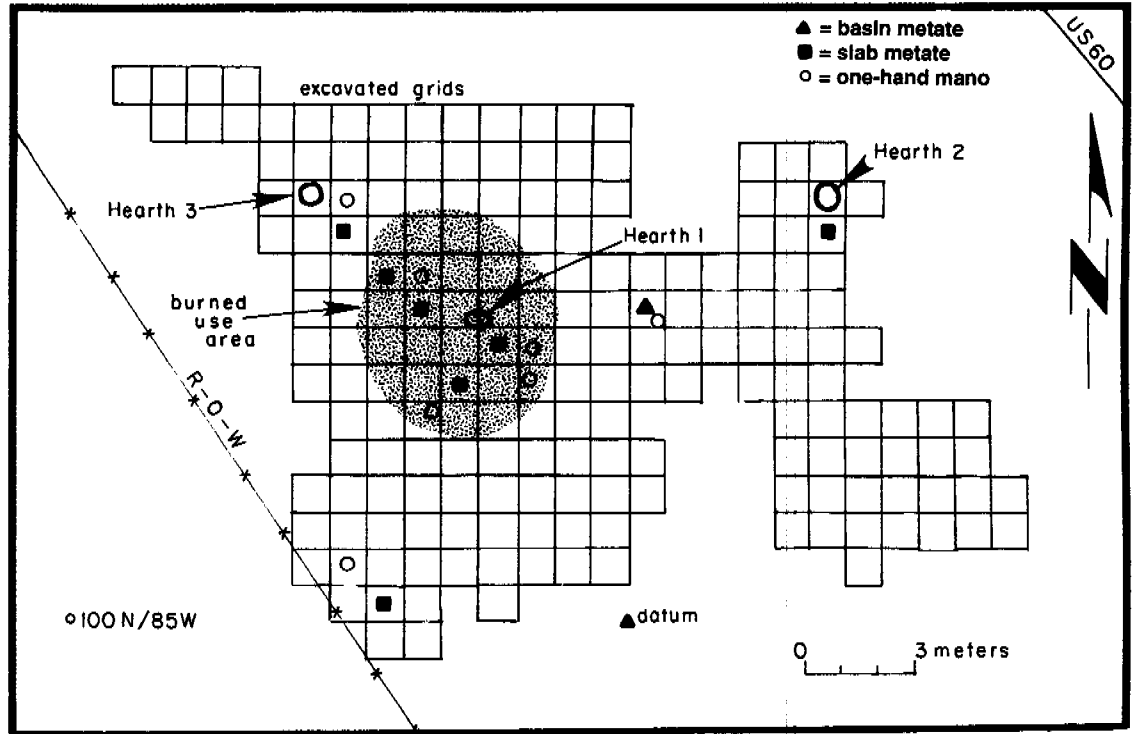 ▲ = basin metate
■ = slab metate
○ = one-hand mano
US60
excavated grids
Hearth 2
Hearth 3
Hearth 1
burned
use
area
R-O-W
N
100N/85W
datum
0 3 meters